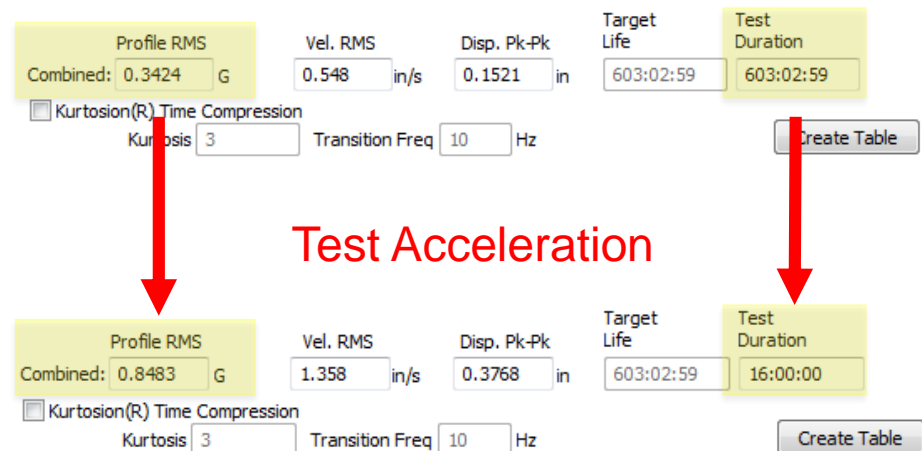 Target Test
Profile RMS Vel. RMS Disp. Pk-Pk Life Duration
Combined: 0.3424 G 0.548 in/s 0.1521 in 603:02:59 603:02:59
Kurtosion(R) Time Compression
Kurtosis 3 Transition Freq 10 Hz Create Table
Test Acceleration
Target Test
Profile RMS Vel. RMS Disp. Pk-Pk Life Duration
Combined: 0.8483 G 1.358 in/s 0.3768 in 603:02:59 16:00:00
Kurtosion(R) Time Compression
Kurtosis 3 Transition Freq 10 Hz Create Table